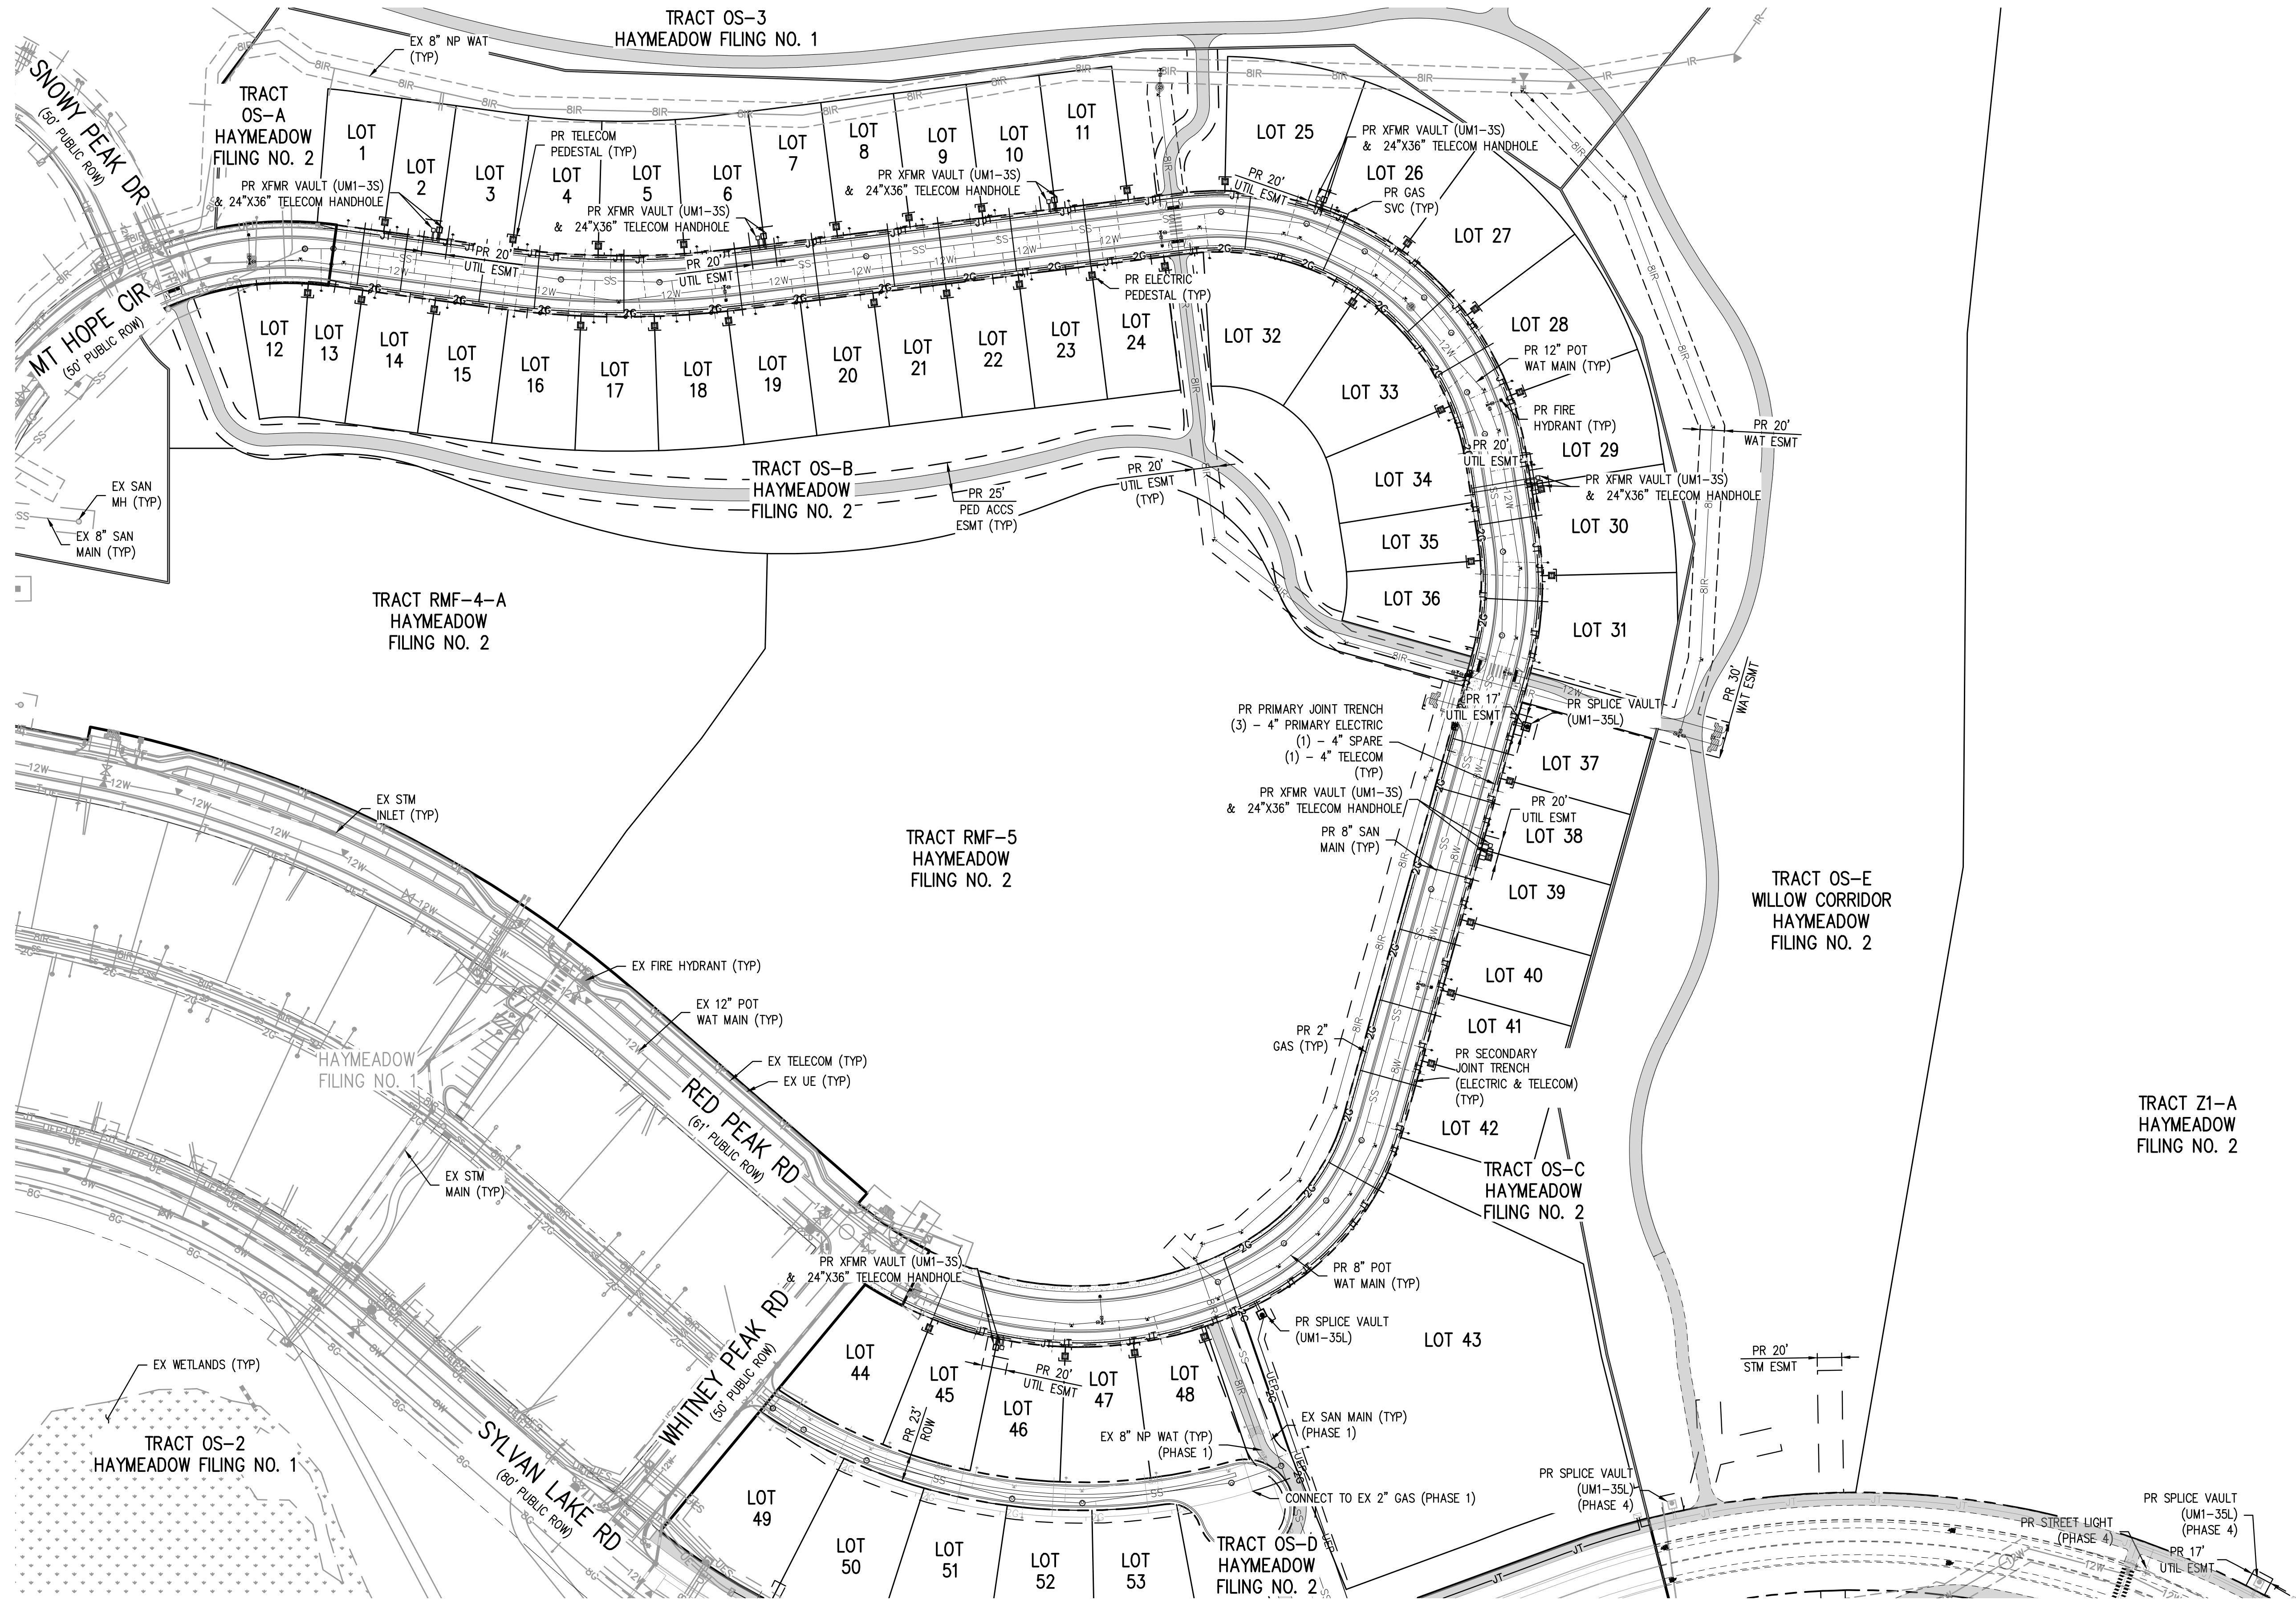 TRACT OS-3
HAYMEADOW FILING NO. 1
EX 8" NP WAT
(TYP)
SNOWY PEAK DR
(50' PUBLIC ROW)
TRACT
OS-A
HAYMEADOW
FILING NO. 2
LOT
1
LOT
2
LOT
3
PR TELECOM
PEDESTAL (TYP)
LOT
4
LOT
5
LOT
6
LOT
7
LOT
8
LOT
9
LOT
10
LOT
11
LOT 25
LOT 26
LOT 27
PR XFMR VAULT (UM1-3S)
& 24"X36" TELECOM HANDHOLE
PR XFMR VAULT (UM1-3S)
& 24"X36" TELECOM HANDHOLE
PR XFMR VAULT (UM1-3S)
& 24"X36" TELECOM HANDHOLE
PR XFMR VAULT (UM1-3S)
& 24"X36" TELECOM HANDHOLE
PR GAS
SVC (TYP)
PR 20'
UTIL ESMT
PR 20'
UTIL ESMT
PR 20'
UTIL ESMT
PR ELECTRIC
PEDESTAL (TYP)
MT HOPE CIR
(50' PUBLIC ROW)
LOT
12
LOT
13
LOT
14
LOT
15
LOT
16
LOT
17
LOT
18
LOT
19
LOT
20
LOT
21
LOT
22
LOT
23
LOT
24
LOT 32
LOT 28
PR 12" POT
WAT MAIN (TYP)
LOT 33
PR FIRE
HYDRANT (TYP)
LOT 29
PR 20'
UTIL ESMT
PR 20'
WAT ESMT
PR XFMR VAULT (UM1-3S)
& 24"X36" TELECOM HANDHOLE
LOT 34
LOT 30
LOT 35
LOT 36
LOT 31
EX SAN
MH (TYP)
EX 8" SAN
MAIN (TYP)
TRACT OS-B
HAYMEADOW
FILING NO. 2
PR 25'
PED ACCS
ESMT (TYP)
PR 20'
UTIL ESMT
(TYP)
TRACT RMF-4-A
HAYMEADOW
FILING NO. 2
PR 30'
WAT ESMT
PR 17'
UTIL ESMT
PR SPLICE VAULT
(UM1-35L)
PR PRIMARY JOINT TRENCH
(3) - 4" PRIMARY ELECTRIC
(1) - 4" SPARE
(1) - 4" TELECOM
(TYP)
LOT 37
PR XFMR VAULT (UM1-3S)
& 24"X36" TELECOM HANDHOLE
PR 20'
UTIL ESMT
LOT 38
PR 8" SAN
MAIN (TYP)
LOT 39
EX STM
INLET (TYP)
TRACT RMF-5
HAYMEADOW
FILING NO. 2
TRACT OS-E
WILLOW CORRIDOR
HAYMEADOW
FILING NO. 2
LOT 40
LOT 41
EX FIRE HYDRANT (TYP)
EX 12" POT
WAT MAIN (TYP)
PR 2"
GAS (TYP)
PR SECONDARY
JOINT TRENCH
(ELECTRIC & TELECOM)
(TYP)
HAYMEADOW
FILING NO. 1
EX TELECOM (TYP)
EX UE (TYP)
RED PEAK RD
(61' PUBLIC ROW)
LOT 42
TRACT Z1-A
HAYMEADOW
FILING NO. 2
EX STM
MAIN (TYP)
TRACT OS-C
HAYMEADOW
FILING NO. 2
PR XFMR VAULT (UM1-3S)
& 24"X36" TELECOM HANDHOLE
PR 8" POT
WAT MAIN (TYP)
PR SPLICE VAULT
(UM1-35L)
LOT 43
EX WETLANDS (TYP)
WHITNEY PEAK RD
(50' PUBLIC ROW)
LOT
44
LOT
45
PR 20'
UTIL ESMT
LOT
46
LOT
47
LOT
48
PR 20'
STM ESMT
PR 23'
ROW
EX SAN MAIN (TYP)
(PHASE 1)
EX 8" NP WAT (TYP)
(PHASE 1)
TRACT OS-2
HAYMEADOW FILING NO. 1
SYLVAN LAKE RD
(80' PUBLIC ROW)
LOT
49
CONNECT TO EX 2" GAS (PHASE 1)
PR SPLICE VAULT
(UM1-35L)
(PHASE 4)
PR SPLICE VAULT
(UM1-35L)
(PHASE 4)
PR STREET LIGHT
(PHASE 4)
PR 17'
UTIL ESMT
LOT
50
LOT
51
LOT
52
LOT
53
TRACT OS-D
HAYMEADOW
FILING NO. 2